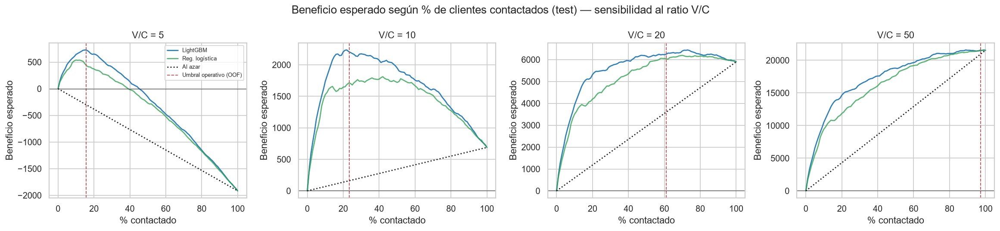 Beneficio esperado según % de clientes contactados (test) — sensibilidad al ratio V/C
V/C = 5
LightGBM
Reg. logística
Al azar
Umbral operativo (OOF)
500
0
−500
−1000
−1500
−2000
Beneficio esperado
0 20 40 60 80 100
% contactado
V/C = 10
2000
1500
1000
500
0
Beneficio esperado
0 20 40 60 80 100
% contactado
V/C = 20
6000
5000
4000
3000
2000
1000
0
Beneficio esperado
0 20 40 60 80 100
% contactado
V/C = 50
20000
15000
10000
5000
0
Beneficio esperado
0 20 40 60 80 100
% contactado